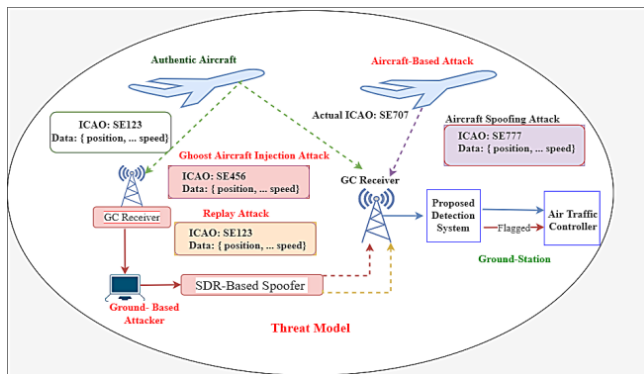 Authentic Aircraft
Aircraft-Based Attack
Actual ICAO: SE707
ICAO: SE123
Data: { position, ... speed}
Aircraft Spoofing Attack
ICAO: SE777
Data: { position, ... speed}
Ghoost Aircraft Injection Attack
ICAO: SE456
Data: { position, ... speed}
GC Receiver
GC Receiver
Replay Attack
ICAO: SE123
Data: { position, ... speed}
Proposed
Detection
System
Flagged
Air Traffic
Controller
Ground-Station
SDR-Based Spoofer
Ground- Based
Attacker
Threat Model